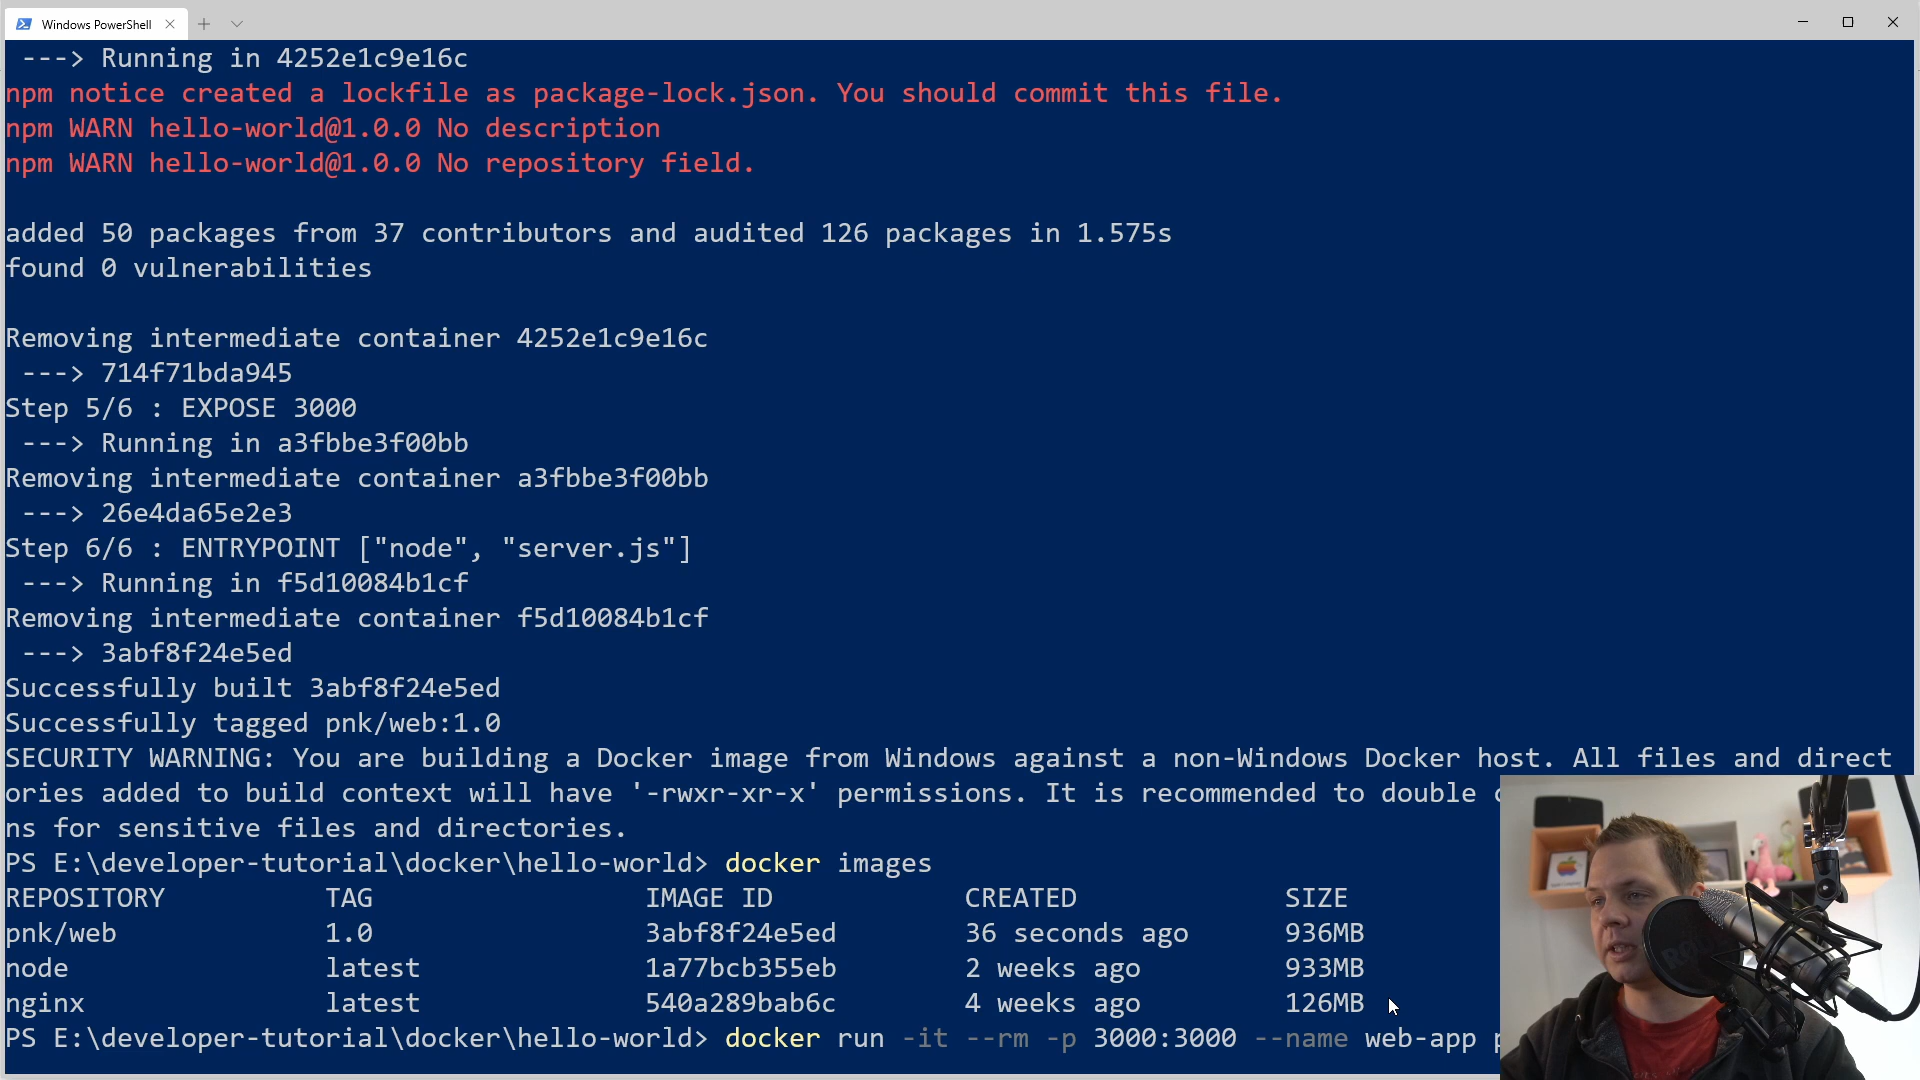 Windows PowerShell
---> Running in 4252e1c9e16c
npm notice created a lockfile as package-lock.json. You should commit this file.
npm WARN hello-world@1.0.0 No description
npm WARN hello-world@1.0.0 No repository field.
added 50 packages from 37 contributors and audited 126 packages in 1.575s
found 0 vulnerabilities
Removing intermediate container 4252e1c9e16c
---> 714f71bda945
Step 5/6 : EXPOSE 3000
---> Running in a3fbbe3f00bb
Removing intermediate container a3fbbe3f00bb
---> 26e4da65e2e3
Step 6/6 : ENTRYPOINT ["node", "server.js"]
---> Running in f5d10084b1cf
Removing intermediate container f5d10084b1cf
---> 3abf8f24e5ed
Successfully built 3abf8f24e5ed
Successfully tagged pnk/web:1.0
SECURITY WARNING: You are building a Docker image from Windows against a non-Windows Docker host. All files and direct
ories added to build context will have '-rwxr-xr-x' permissions. It is recommended to double
ns for sensitive files and directories.
PS E:\developer-tutorial\docker\hello-world> docker images
REPOSITORY TAG IMAGE ID CREATED SIZE
pnk/web 1.0 3abf8f24e5ed 36 seconds ago 936MB
node latest 1a77bcb355eb 2 weeks ago 933MB
nginx latest 540a289bab6c 4 weeks ago 126MB
PS E:\developer-tutorial\docker\hello-world> docker run -it --rm -p 3000:3000 --name web-app